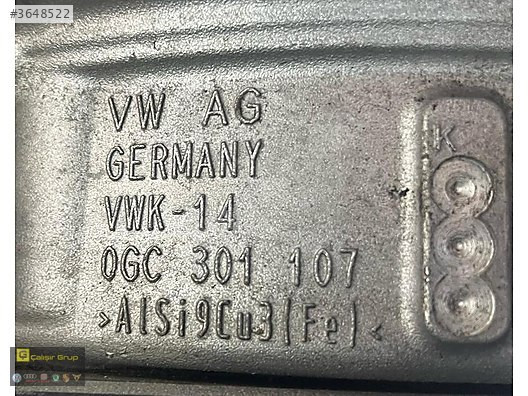 #3648522
VW AG
GERMANY
VWK-14
0GC 301 107
>AlSi9Cu3(Fe)<
K
G Çalışır Grup